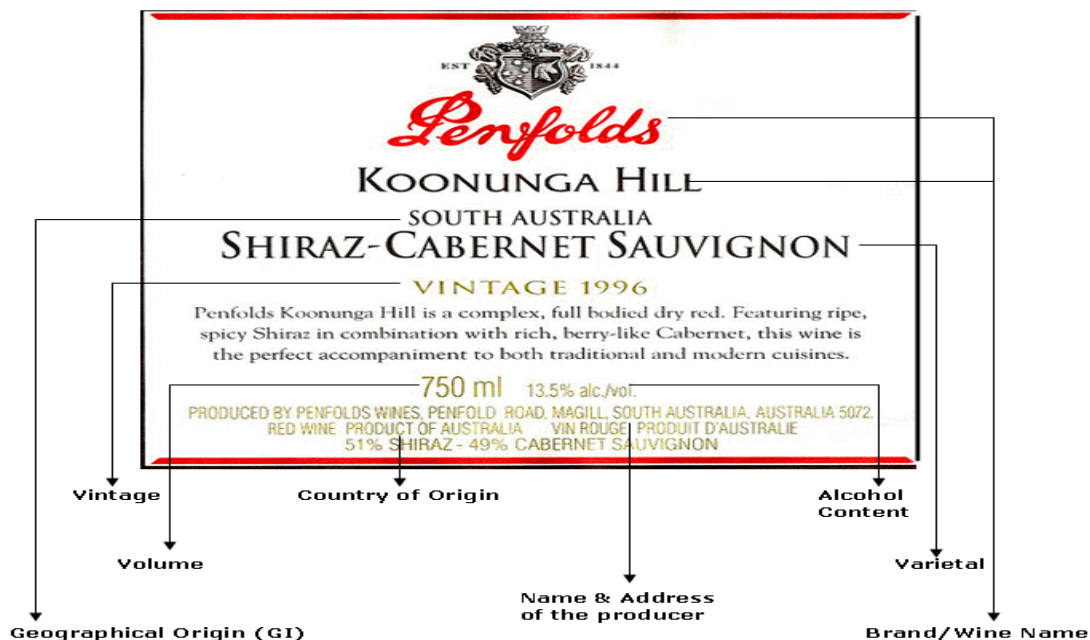 EST 1844
Penfolds
KOONUNGA HILL
SOUTH AUSTRALIA
SHIRAZ-CABERNET SAUVIGNON
VINTAGE 1996
Penfolds Koonunga Hill is a complex, full bodied dry red. Featuring ripe,
spicy Shiraz in combination with rich, berry-like Cabernet, this wine is
the perfect accompaniment to both traditional and modern cuisines.
750 ml 13.5% alc./vol.
PRODUCED BY PENFOLDS WINES, PENFOLD ROAD, MAGILL, SOUTH AUSTRALIA, AUSTRALIA 5072.
RED WINE PRODUCT OF AUSTRALIA VIN ROUGE PRODUIT D'AUSTRALIE
51% SHIRAZ - 49% CABERNET SAUVIGNON
Vintage
Country of Origin
Alcohol
Content
Volume
Varietal
Name & Address
of the producer
Geographical Origin (GI)
Brand/Wine Name